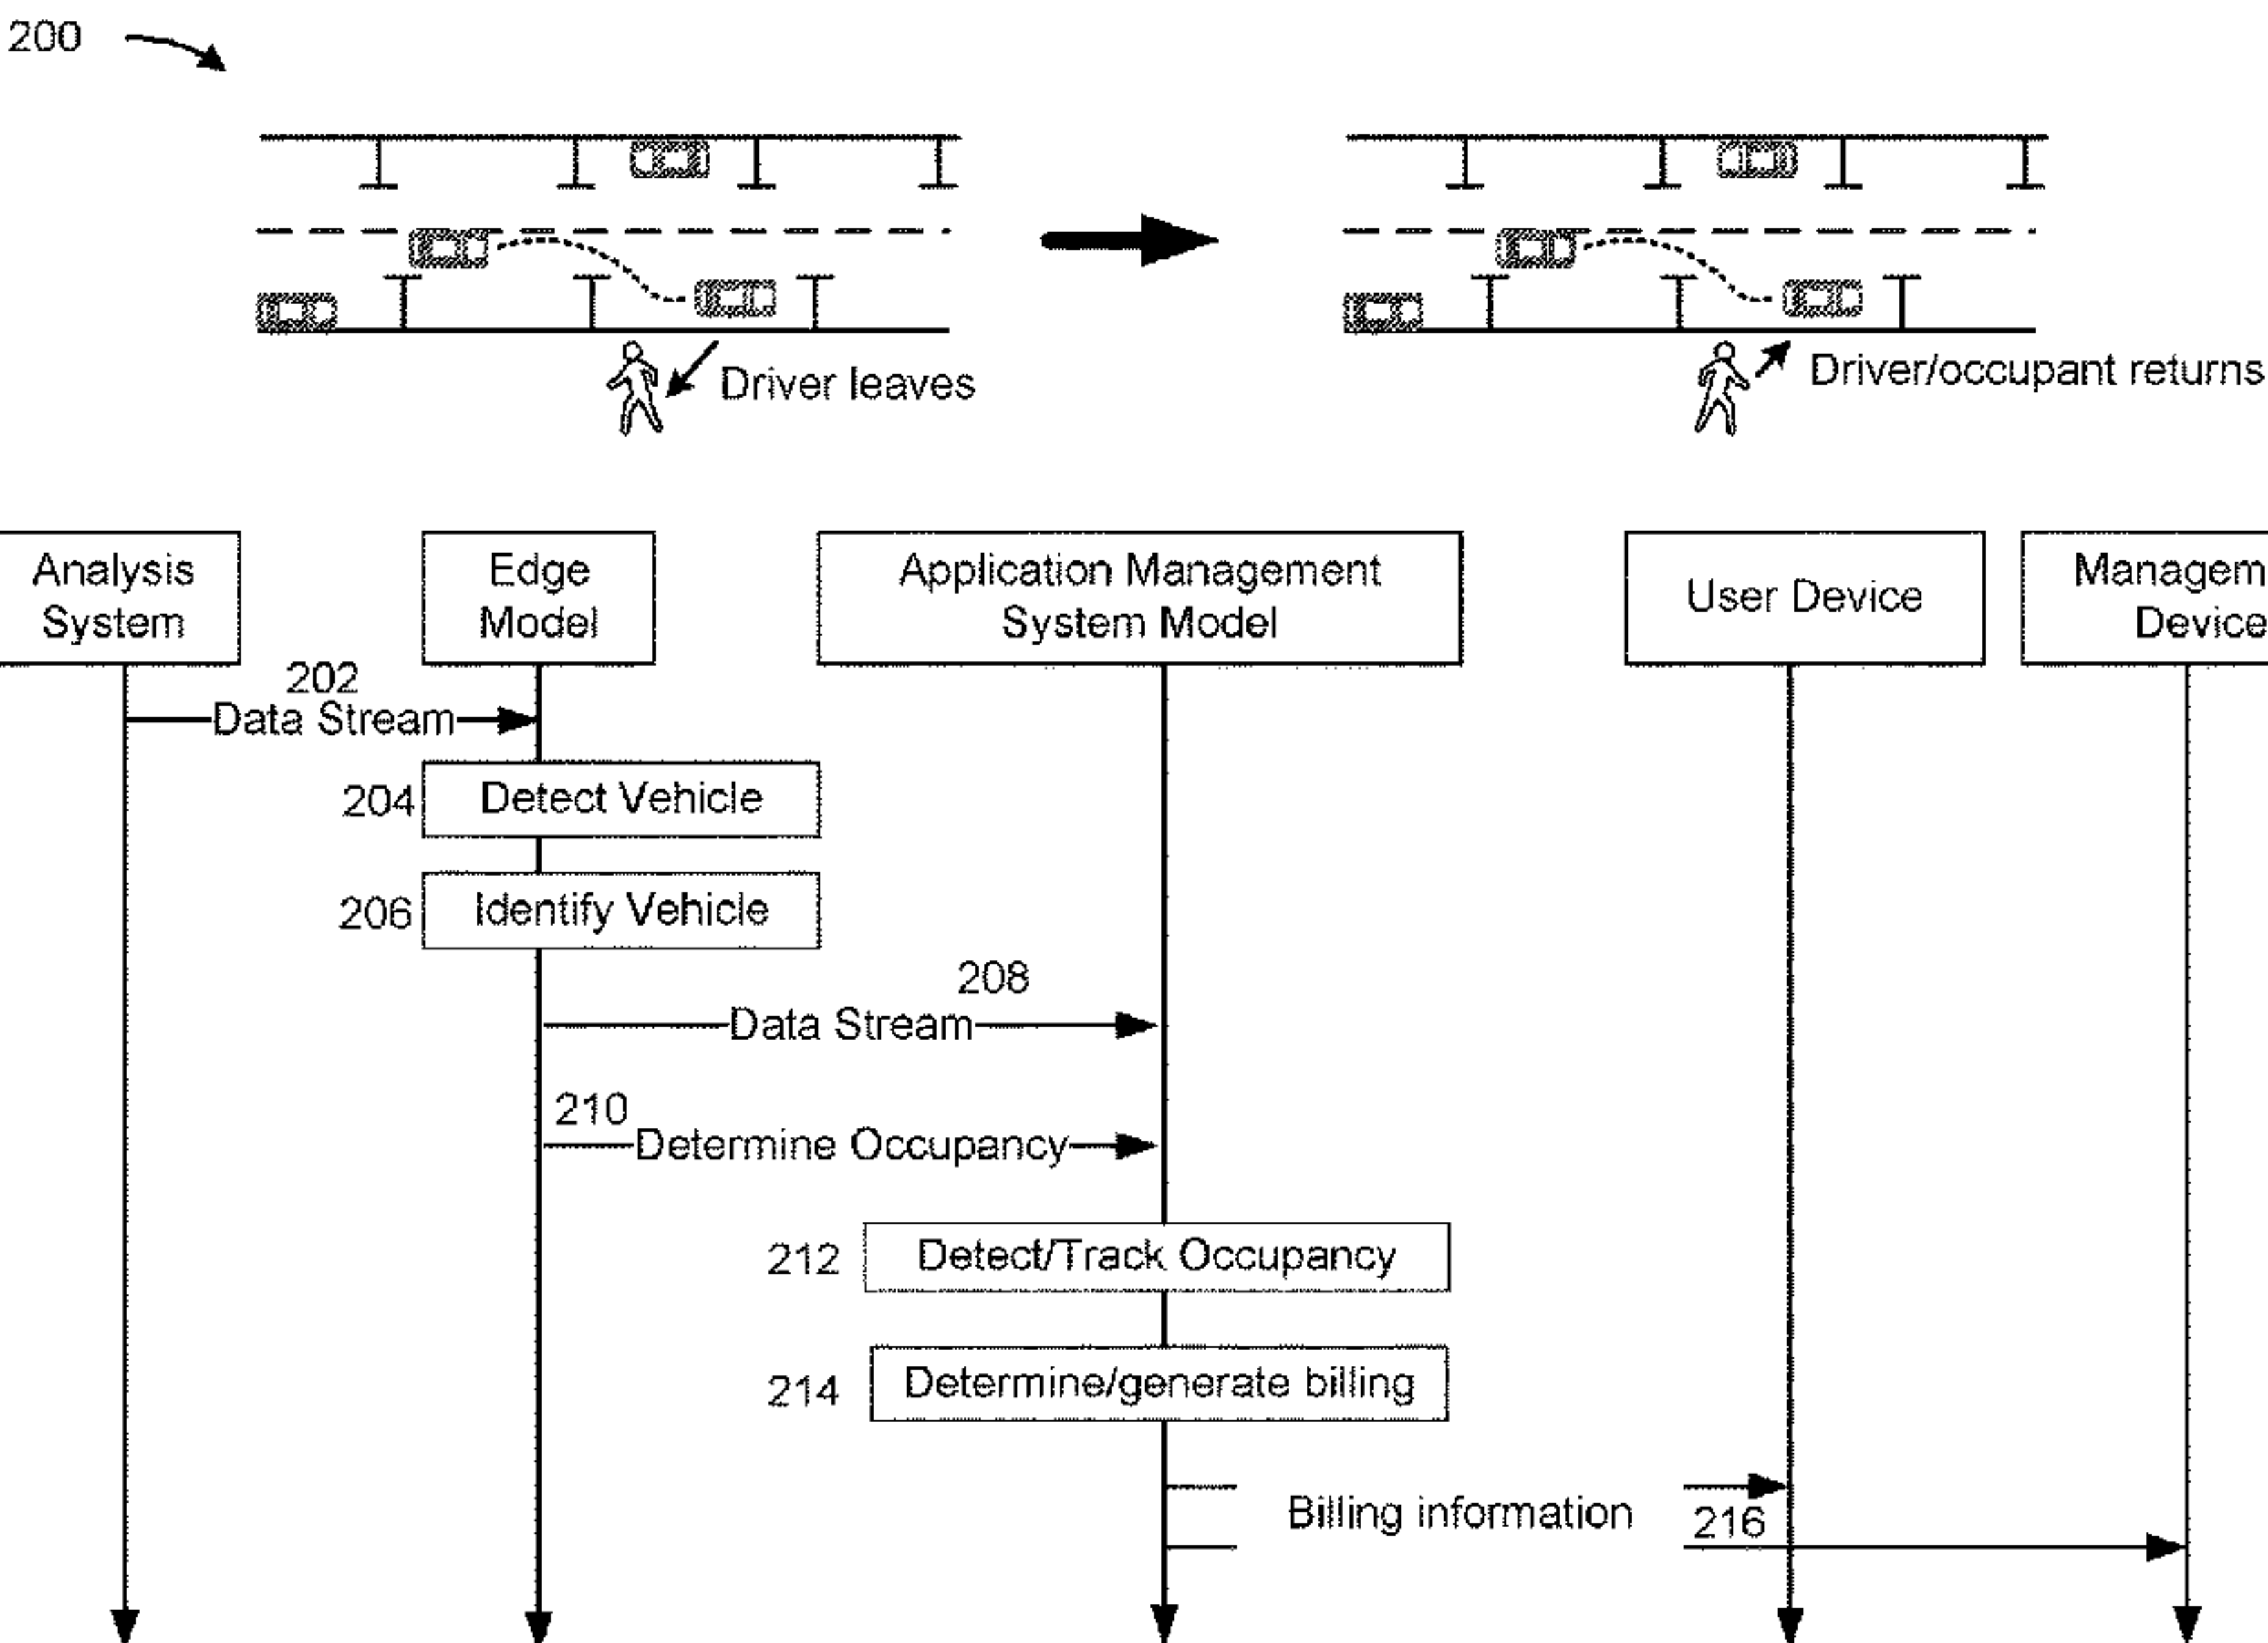 200
Driver leaves
Driver/occupant returns
Analysis
System
Edge
Model
Application Management
System Model
User Device
Managem
Device
202
Data Stream
204
Detect Vehicle
206
Identify Vehicle
208
Data Stream
210
Determine Occupancy
212
Detect/Track Occupancy
214
Determine/generate billing
Billing information
216